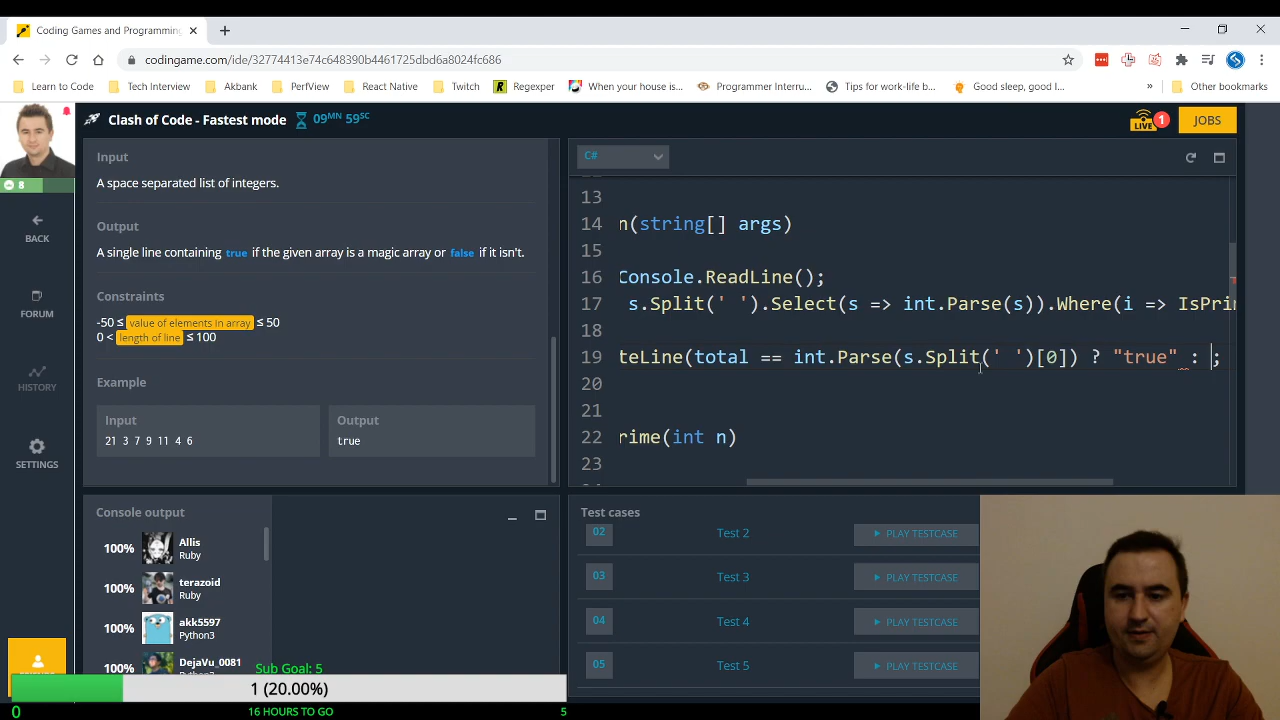 Coding Games and Programming
codingame.com/ide/32774413e74c648390b4461725dbfd6a8024fc686
Learn to Code Tech Interview Akbank PerfView React Native Twitch Regexper When your house is... Programmer Interru... Tips for work-life b... Good sleep, good l... » Other bookmarks
Clash of Code - Fastest mode 09MN 59SC LIVE 1 JOBS
8
BACK
FORUM
HISTORY
SETTINGS
Input
A space separated list of integers.
Output
A single line containing true if the given array is a magic array or false if it isn't.
Constraints
-50 ≤ value of elements in array ≤ 50
0 < length of line ≤ 100
Example
Input Output
21 3 7 9 11 4 6 true
C#
13
14 n(string[] args)
15
16 Console.ReadLine();
17 s.Split(' ').Select(s => int.Parse(s)).Where(i => IsPrim
18
19 teLine(total == int.Parse(s.Split(' ')[0]) ? "true" : ;
20
21
22 rime(int n)
23
Console output
100% Allis
Ruby
100% terazoid
Ruby
100% akk5597
Python3
100% DejaVu_0081
Test cases
02 Test 2 PLAY TESTCASE
03 Test 3 PLAY TESTCASE
04 Test 4 PLAY TESTCASE
05 Test 5 PLAY TESTCASE
Sub Goal: 5
1 (20.00%)
0 16 HOURS TO GO 5